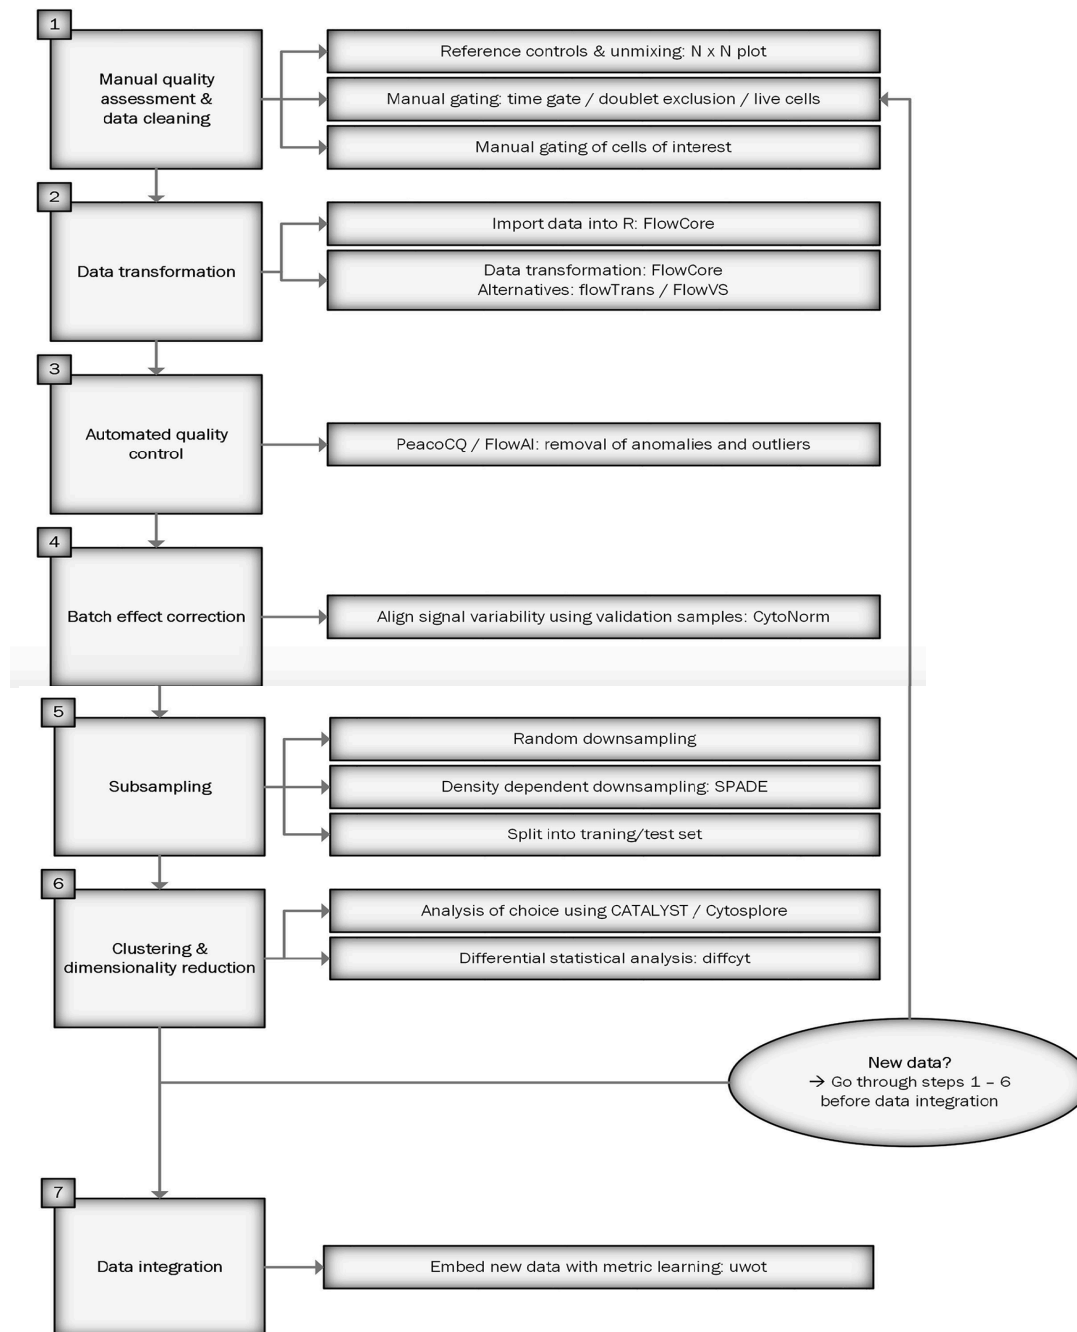 1
Manual quality
assessment &
data cleaning
Reference controls & unmixing: N x N plot
Manual gating: time gate / doublet exclusion / live cells
Manual gating of cells of interest
2
Data transformation
Import data into R: FlowCore
Data transformation: FlowCore
Alternatives: flowTrans / FlowVS
3
Automated quality
control
PeacoCQ / FlowAI: removal of anomalies and outliers
4
Batch effect correction
Align signal variability using validation samples: CytoNorm
5
Subsampling
Random downsampling
Density dependent downsampling: SPADE
Split into traning/test set
6
Clustering &
dimensionality reduction
Analysis of choice using CATALYST / Cytosplore
Differential statistical analysis: diffcyt
New data?
→ Go through steps 1 – 6
before data integration
7
Data integration
Embed new data with metric learning: uwot